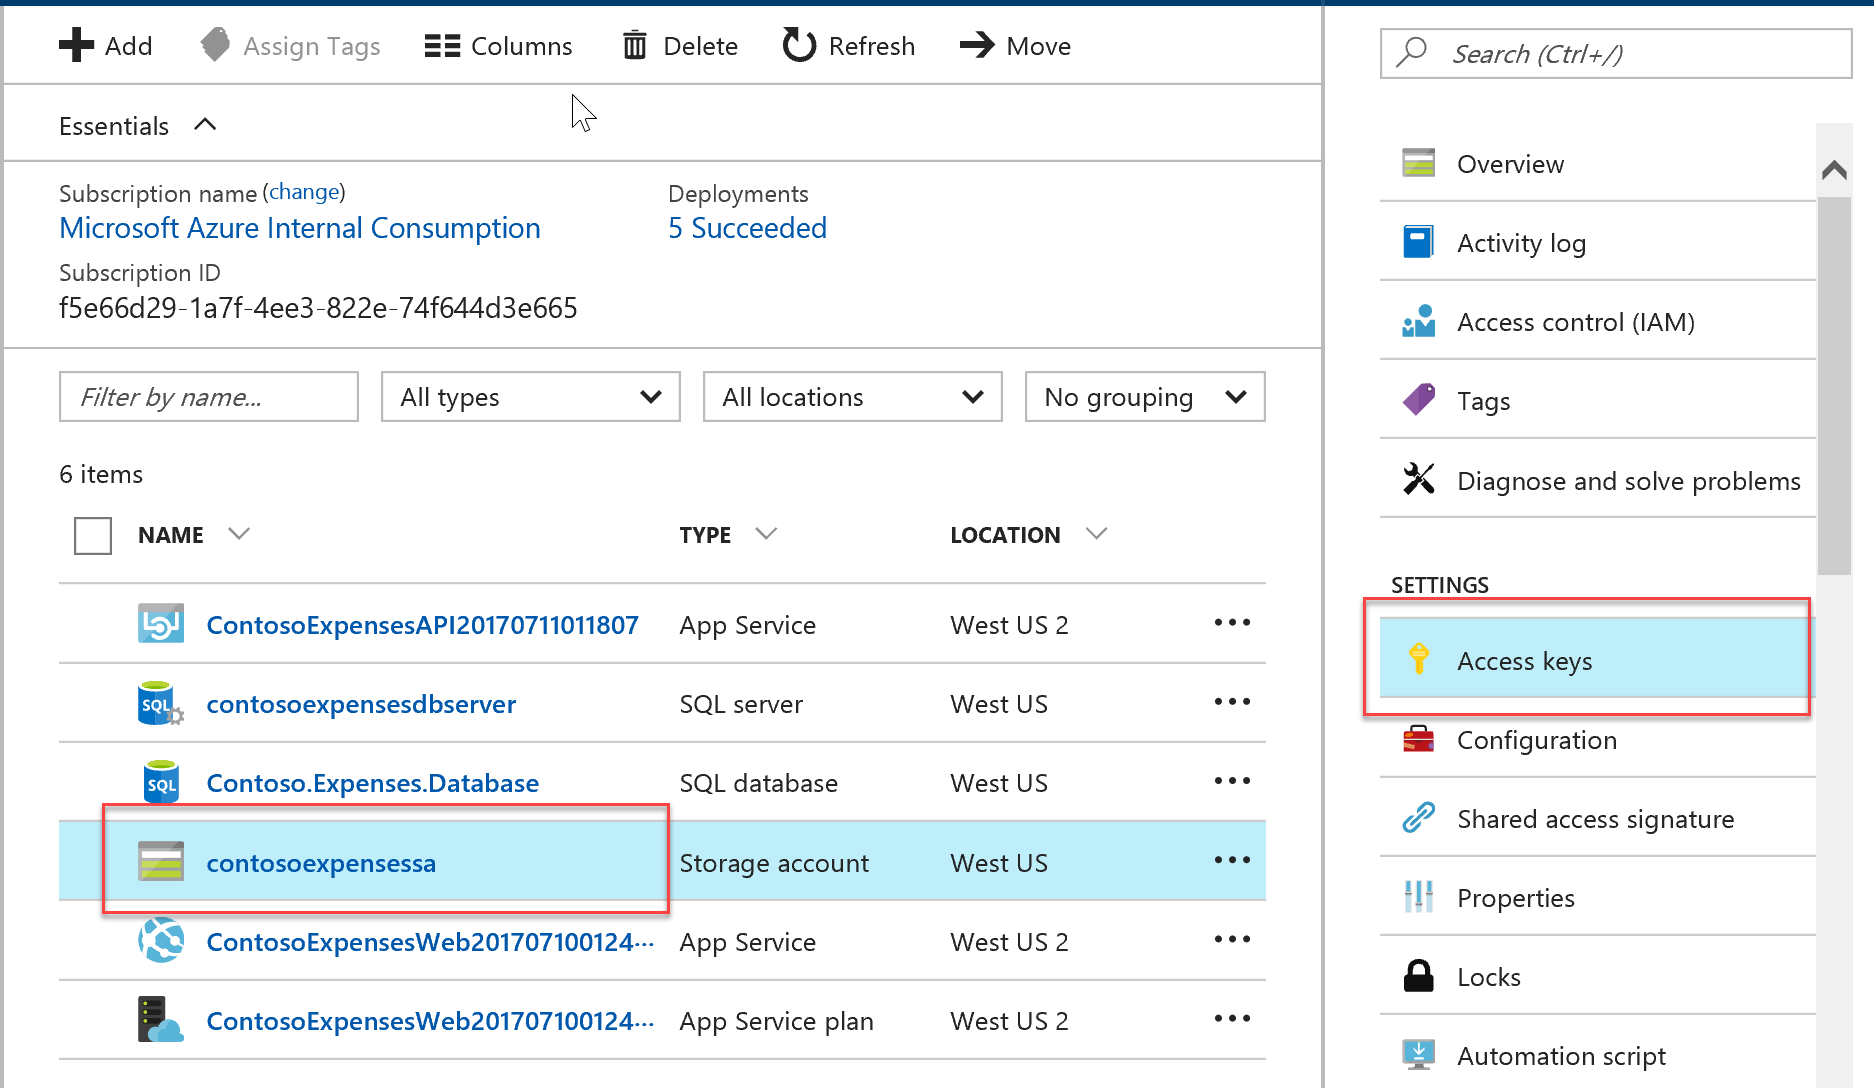 Add Assign Tags Columns Delete Refresh Move
Essentials
Subscription name (change) Deployments
Microsoft Azure Internal Consumption 5 Succeeded
Subscription ID
f5e66d29-1a7f-4ee3-822e-74f644d3e665
Filter by name... All types All locations No grouping
6 items
NAME TYPE LOCATION
ContosoExpensesAPI20170711011807 App Service West US 2 •••
contosoexpensesdbserver SQL server West US •••
Contoso.Expenses.Database SQL database West US •••
contosoexpensessa Storage account West US •••
ContosoExpensesWeb201707100124··· App Service West US 2 •••
ContosoExpensesWeb201707100124··· App Service plan West US 2 •••
Search (Ctrl+/)
Overview
Activity log
Access control (IAM)
Tags
Diagnose and solve problems
SETTINGS
Access keys
Configuration
Shared access signature
Properties
Locks
Automation script
SQL
SQL